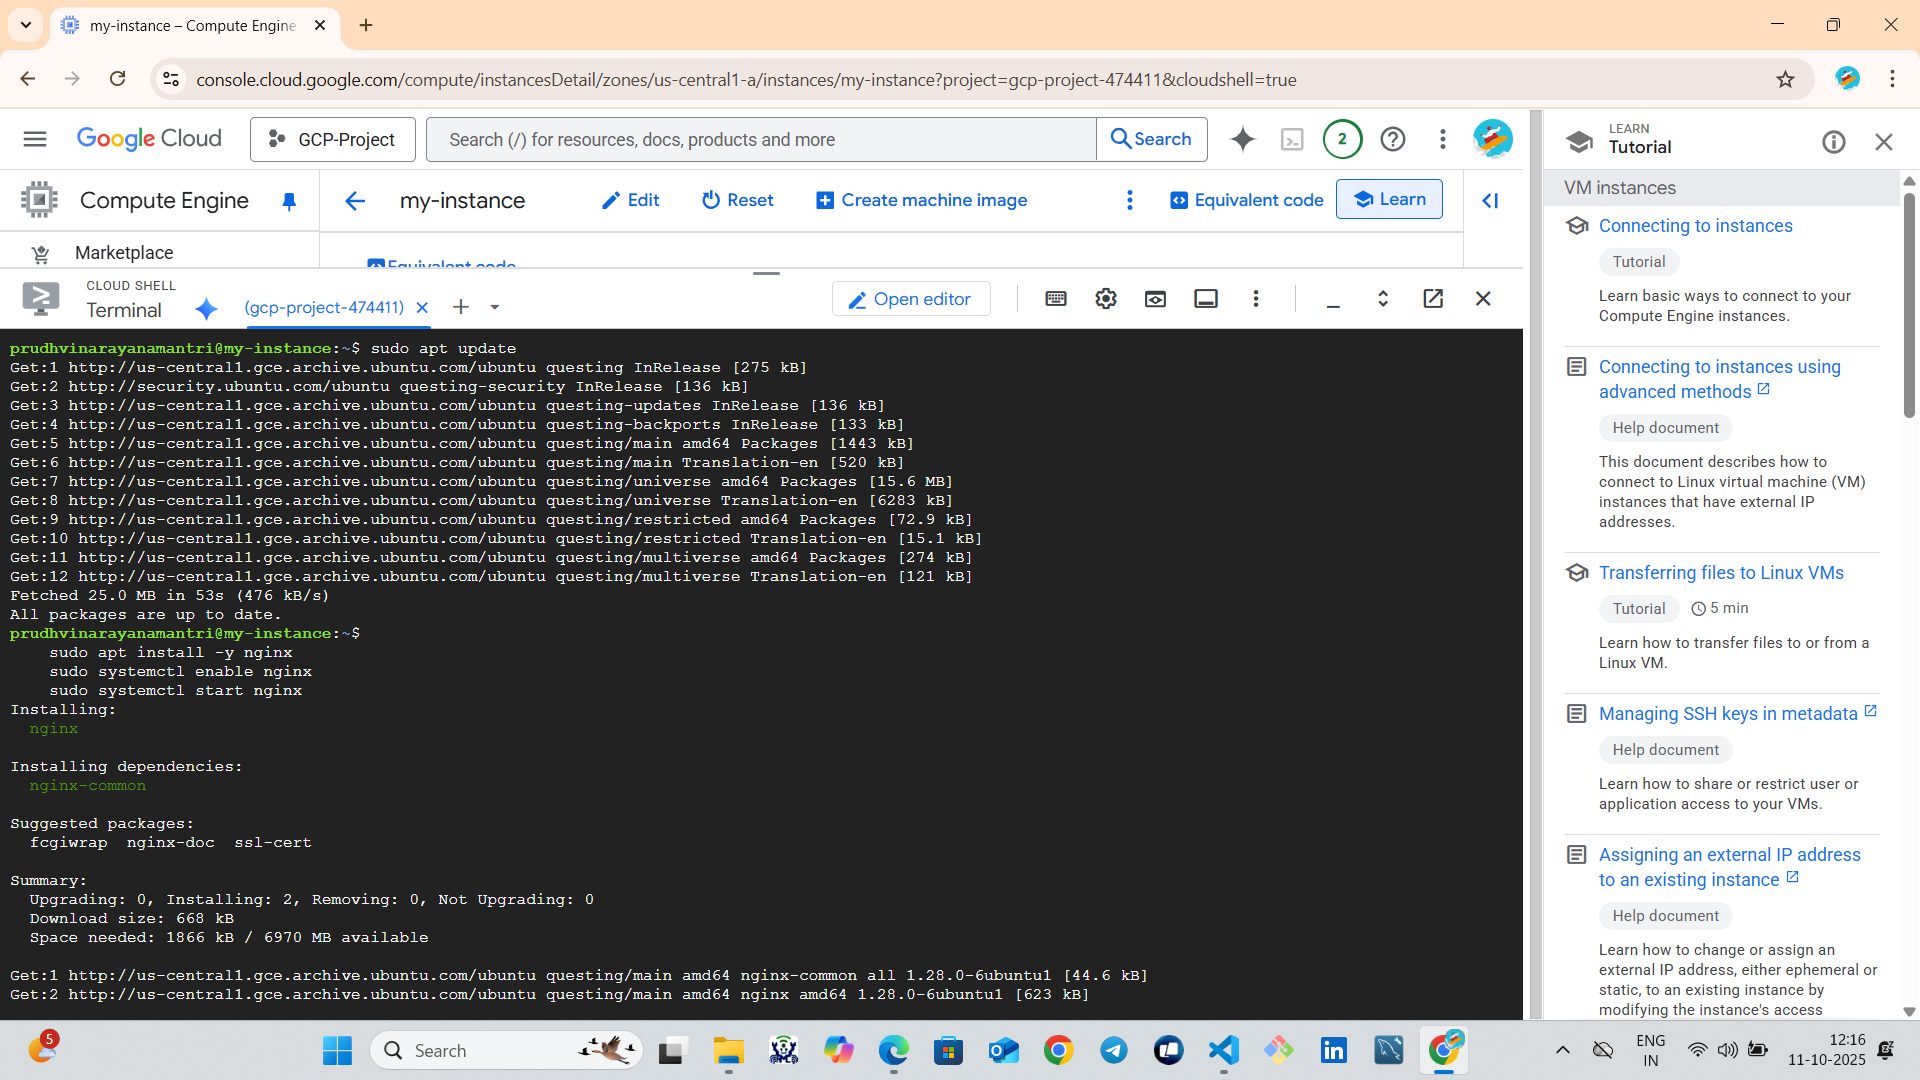 my-instance – Compute Engine
console.cloud.google.com/compute/instancesDetail/zones/us-central1-a/instances/my-instance?project=gcp-project-474411&cloudshell=true
Google Cloud
GCP-Project
Search (/) for resources, docs, products and more
Search
2
Compute Engine
my-instance
Edit
Reset
Create machine image
Equivalent code
Learn
Marketplace
Equivalent code
CLOUD SHELL
Terminal
(gcp-project-474411)
Open editor
prudhvinarayanamantri@my-instance:~$ sudo apt update
Get:1 http://us-central1.gce.archive.ubuntu.com/ubuntu questing InRelease [275 kB]
Get:2 http://security.ubuntu.com/ubuntu questing-security InRelease [136 kB]
Get:3 http://us-central1.gce.archive.ubuntu.com/ubuntu questing-updates InRelease [136 kB]
Get:4 http://us-central1.gce.archive.ubuntu.com/ubuntu questing-backports InRelease [133 kB]
Get:5 http://us-central1.gce.archive.ubuntu.com/ubuntu questing/main amd64 Packages [1443 kB]
Get:6 http://us-central1.gce.archive.ubuntu.com/ubuntu questing/main Translation-en [520 kB]
Get:7 http://us-central1.gce.archive.ubuntu.com/ubuntu questing/universe amd64 Packages [15.6 MB]
Get:8 http://us-central1.gce.archive.ubuntu.com/ubuntu questing/universe Translation-en [6283 kB]
Get:9 http://us-central1.gce.archive.ubuntu.com/ubuntu questing/restricted amd64 Packages [72.9 kB]
Get:10 http://us-central1.gce.archive.ubuntu.com/ubuntu questing/restricted Translation-en [15.1 kB]
Get:11 http://us-central1.gce.archive.ubuntu.com/ubuntu questing/multiverse amd64 Packages [274 kB]
Get:12 http://us-central1.gce.archive.ubuntu.com/ubuntu questing/multiverse Translation-en [121 kB]
Fetched 25.0 MB in 53s (476 kB/s)
All packages are up to date.
prudhvinarayanamantri@my-instance:~$
sudo apt install -y nginx
sudo systemctl enable nginx
sudo systemctl start nginx
Installing:
nginx
Installing dependencies:
nginx-common
Suggested packages:
fcgiwrap nginx-doc ssl-cert
Summary:
Upgrading: 0, Installing: 2, Removing: 0, Not Upgrading: 0
Download size: 668 kB
Space needed: 1866 kB / 6970 MB available
Get:1 http://us-central1.gce.archive.ubuntu.com/ubuntu questing/main amd64 nginx-common all 1.28.0-6ubuntu1 [44.6 kB]
Get:2 http://us-central1.gce.archive.ubuntu.com/ubuntu questing/main amd64 nginx amd64 1.28.0-6ubuntu1 [623 kB]
LEARN
Tutorial
VM instances
Connecting to instances
Tutorial
Learn basic ways to connect to your
Compute Engine instances.
Connecting to instances using
advanced methods
Help document
This document describes how to
connect to Linux virtual machine (VM)
instances that have external IP
addresses.
Transferring files to Linux VMs
Tutorial
5 min
Learn how to transfer files to or from a
Linux VM.
Managing SSH keys in metadata
Help document
Learn how to share or restrict user or
application access to your VMs.
Assigning an external IP address
to an existing instance
Help document
Learn how to change or assign an
external IP address, either ephemeral or
static, to an existing instance by
modifying the instance's access
5
Search
ENG
IN
12:16
11-10-2025